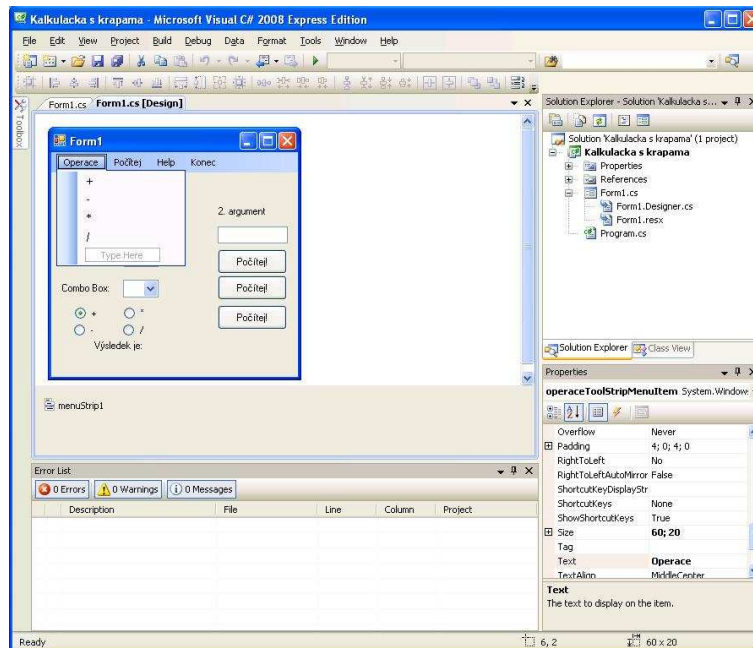 Kalkulacka s krapama - Microsoft Visual C# 2008 Express Edition
File Edit View Project Build Debug Data Format Tools Window Help
Toolbox
Form1.cs Form1.cs [Design]
Form1
Operace Počítej Help Konec
+
-
*
/
Type Here
2. argument
Počítej!
Combo Box:
Počítej!
+ *
Počítej!
- /
Výsledek je:
menuStrip1
Error List
0 Errors 0 Warnings 0 Messages
Description File Line Column Project
Solution Explorer - Solution 'Kalkulacka s...
Solution 'Kalkulacka s krapama' (1 project)
Kalkulacka s krapama
Properties
References
Form1.cs
Form1.Designer.cs
Form1.resx
Program.cs
Solution Explorer Class View
Properties
operaceToolStripMenuItem System.Window
Overflow Never
Padding 4; 0; 4; 0
RightToLeft No
RightToLeftAutoMirror False
ShortcutKeyDisplayStr
ShortcutKeys None
ShowShortcutKeys True
Size 60; 20
Tag
Text Operace
TextAlign MiddleCenter
Text
The text to display on the item.
Ready 6, 2 60 x 20